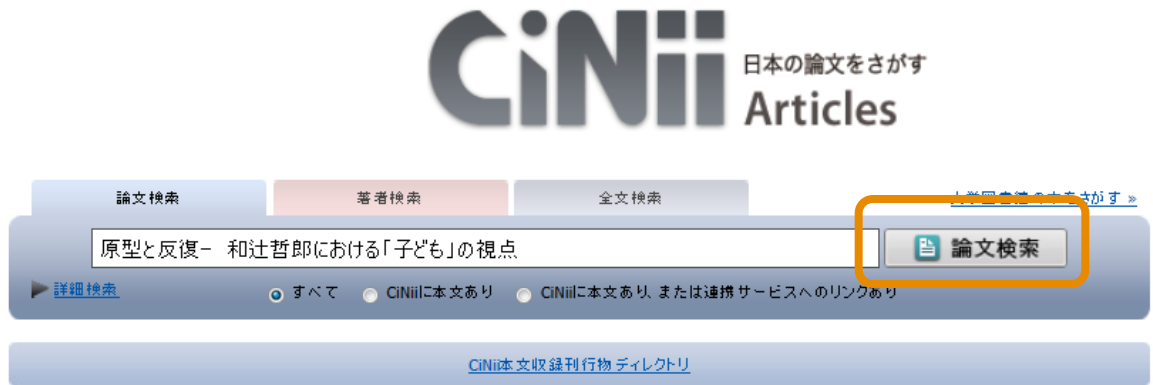 CiNii 日本の論文をさがす
Articles
論文検索 著者検索 全文検索 大学図書館の本をさがす »
原型と反復− 和辻哲郎における「子ども」の視点 論文検索
詳細検索 すべて CiNiiに本文あり CiNiiに本文あり、または連携サービスへのリンクあり
CiNii本文収録刊行物ディレクトリ